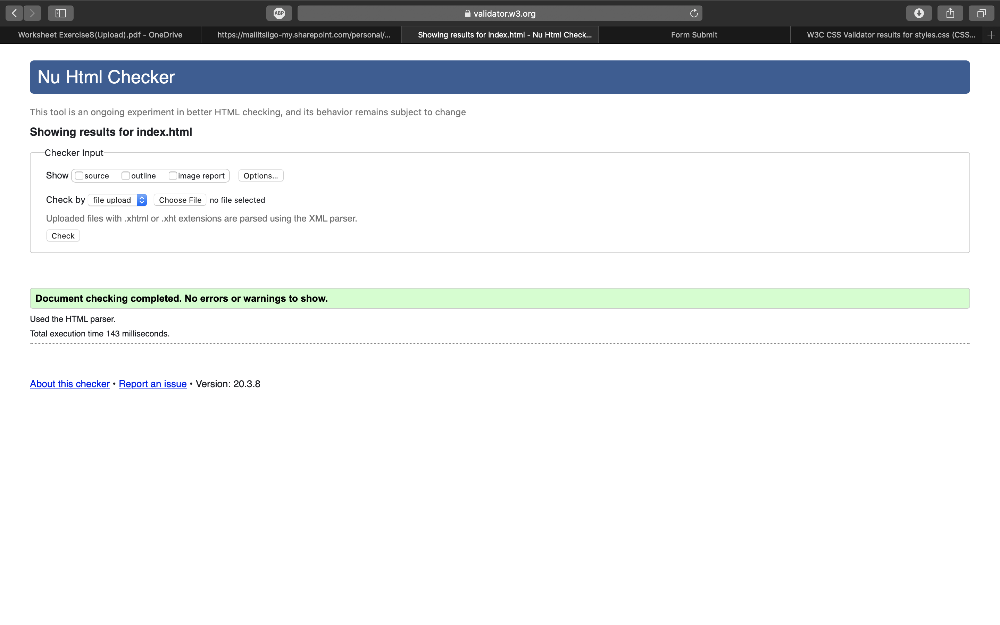 ABP
validator.w3.org
Worksheet Exercise8(Upload).pdf - OneDrive
https://mailitsligo-my.sharepoint.com/personal/...
Showing results for index.html - Nu Html Check...
Form Submit
W3C CSS Validator results for styles.css (CSS...
Nu Html Checker
This tool is an ongoing experiment in better HTML checking, and its behavior remains subject to change
Showing results for index.html
Checker Input
Show source outline image report Options...
Check by file upload Choose File no file selected
Uploaded files with .xhtml or .xht extensions are parsed using the XML parser.
Check
Document checking completed. No errors or warnings to show.
Used the HTML parser.
Total execution time 143 milliseconds.
About this checker • Report an issue • Version: 20.3.8